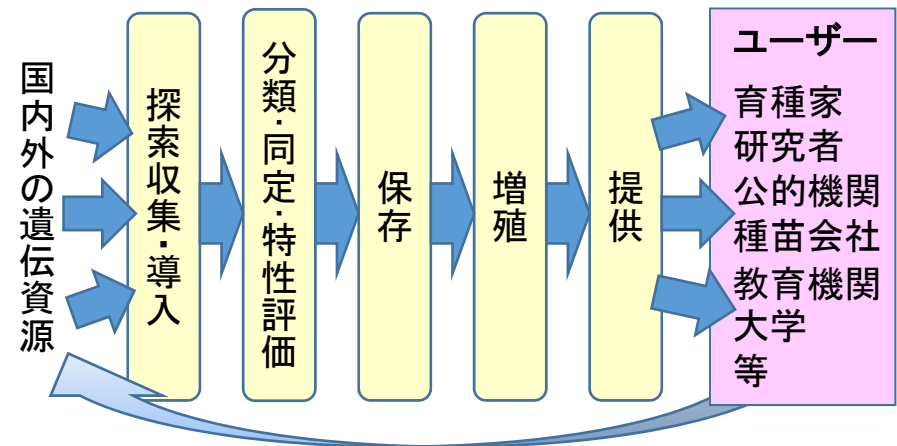 国内外の遺伝資源
探索収集・導入
分類・同定・特性評価
保存
増殖
提供
ユーザー
育種家
研究者
公的機関
種苗会社
教育機関
大学
等